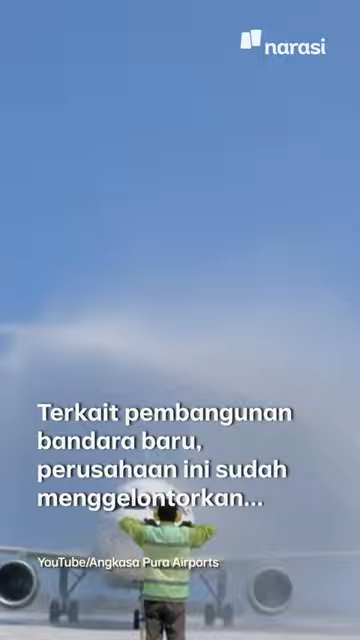 narasi
Terkait pembangunan
bandara baru,
perusahaan ini sudah
menggelontorkan...
YouTube/Angkasa Pura Airports